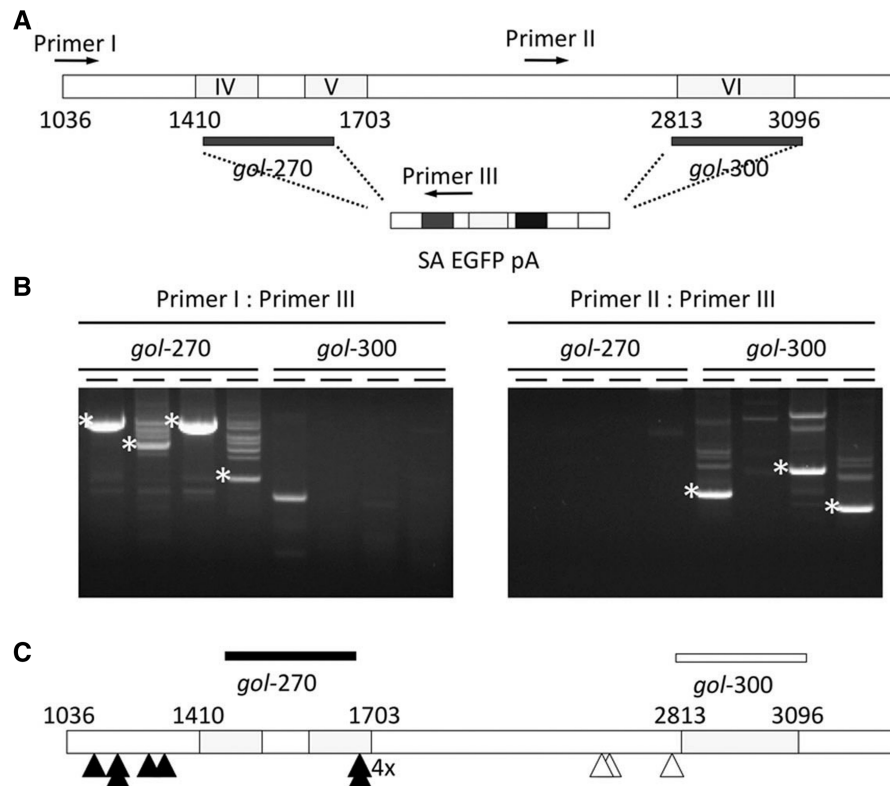 A
Primer I
Primer II
IV V VI
1036 1410 1703 2813 3096
gol-270 gol-300
Primer III
SA EGFP pA
B
Primer I : Primer III Primer II : Primer III
gol-270 gol-300 gol-270 gol-300
* * * * * * *
C
gol-270 gol-300
1036 1410 1703 2813 3096
4x